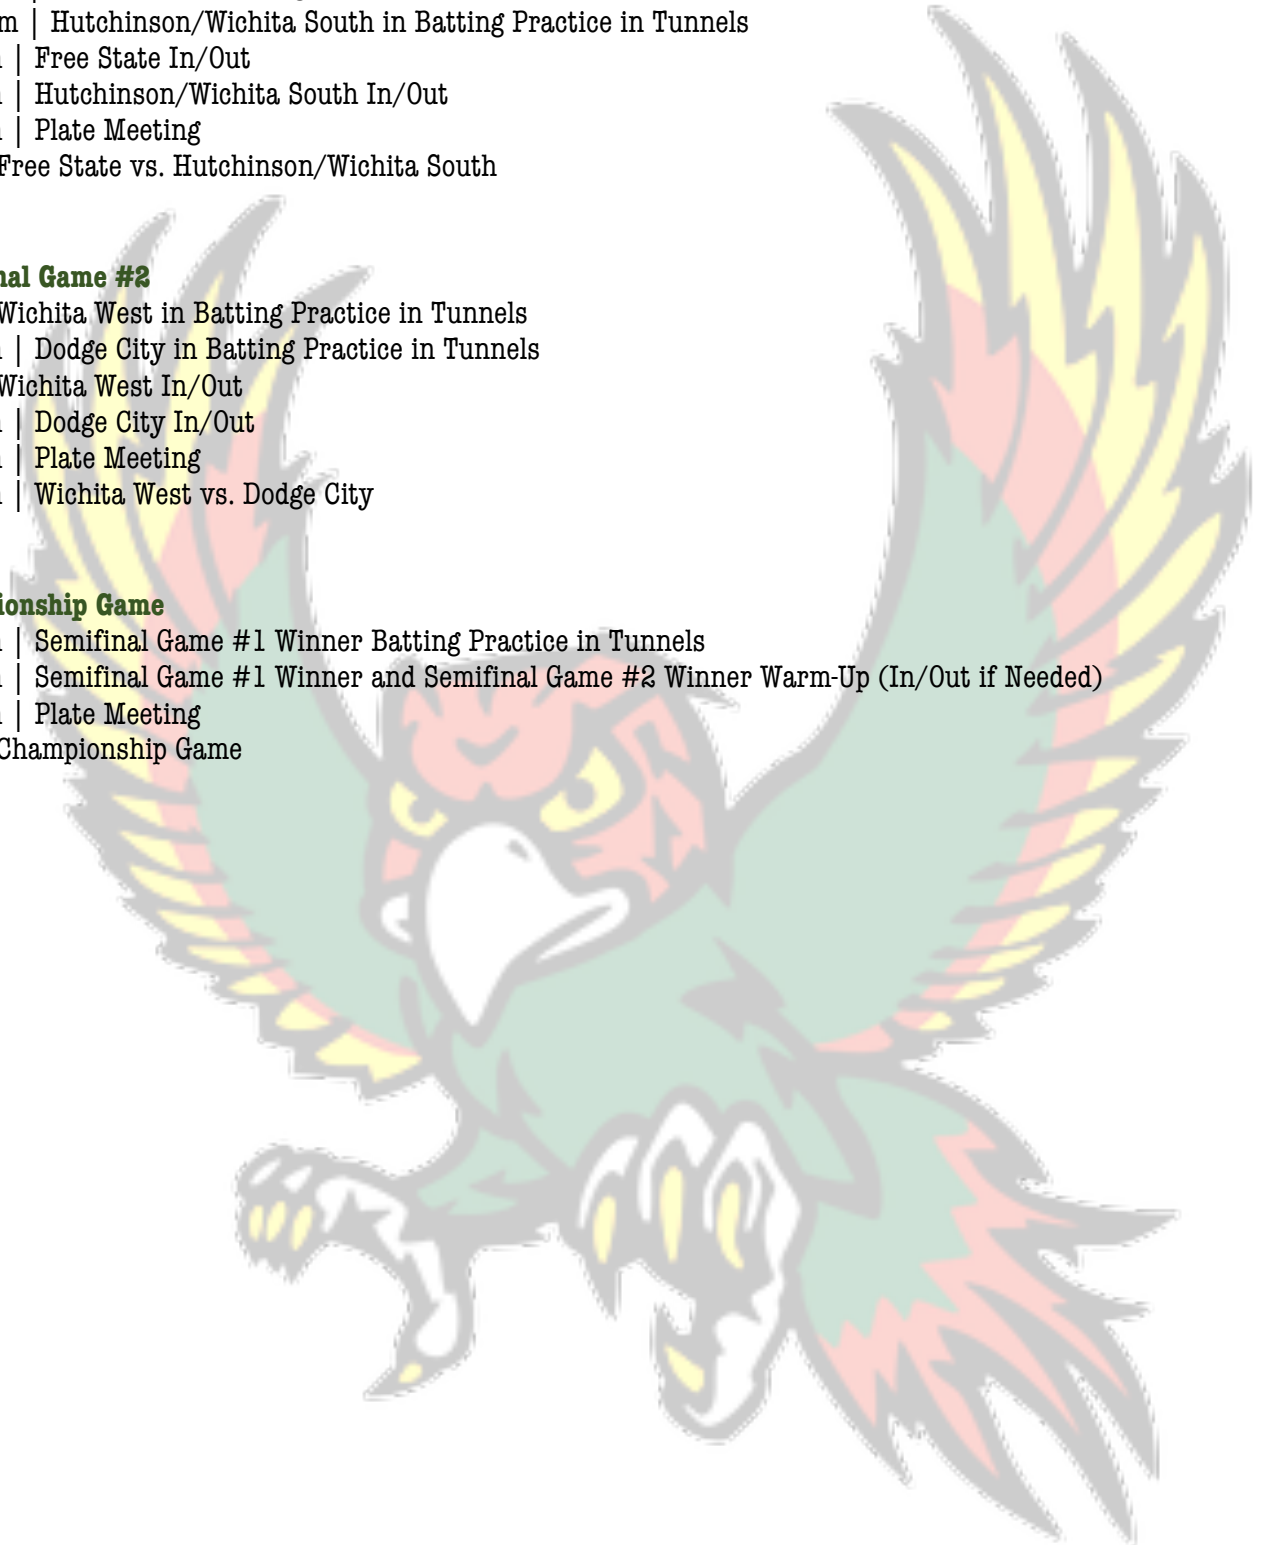 m | Hutchinson/Wichita South in Batting Practice in Tunnels
| Free State In/Out
| Hutchinson/Wichita South In/Out
| Plate Meeting
Free State vs. Hutchinson/Wichita South
nal Game #2
Wichita West in Batting Practice in Tunnels
| Dodge City in Batting Practice in Tunnels
Wichita West In/Out
| Dodge City In/Out
| Plate Meeting
| Wichita West vs. Dodge City
ionship Game
| Semifinal Game #1 Winner Batting Practice in Tunnels
| Semifinal Game #1 Winner and Semifinal Game #2 Winner Warm-Up (In/Out if Needed)
| Plate Meeting
Championship Game